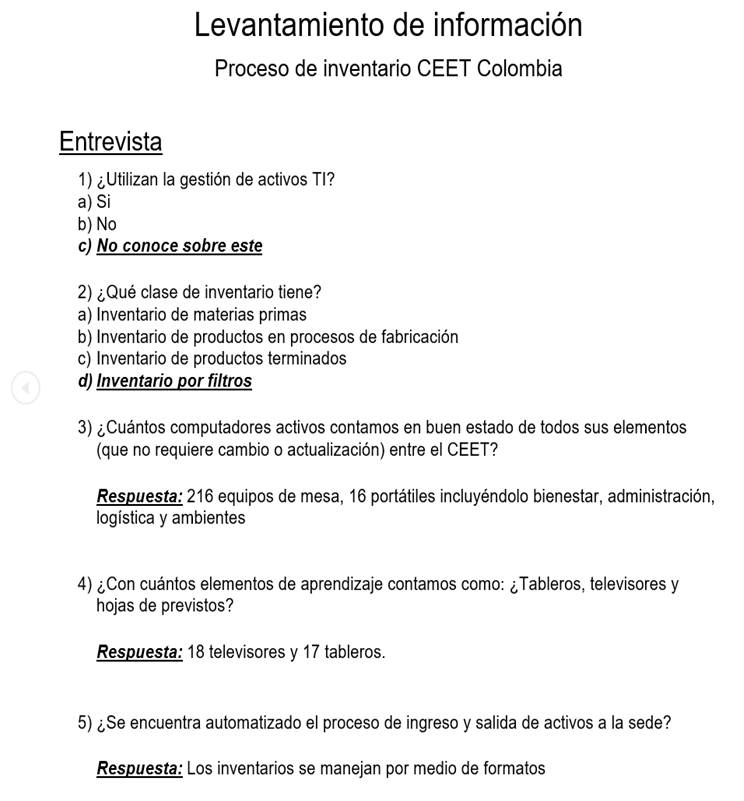 Levantamiento de información
Proceso de inventario CEET Colombia
Entrevista
1) ¿Utilizan la gestión de activos TI?
a) Si
b) No
c) No conoce sobre este
2) ¿Qué clase de inventario tiene?
a) Inventario de materias primas
b) Inventario de productos en procesos de fabricación
c) Inventario de productos terminados
d) Inventario por filtros
3) ¿Cuántos computadores activos contamos en buen estado de todos sus elementos
(que no requiere cambio o actualización) entre el CEET?
Respuesta: 216 equipos de mesa, 16 portátiles incluyéndolo bienestar, administración,
logística y ambientes
4) ¿Con cuántos elementos de aprendizaje contamos como: ¿Tableros, televisores y
hojas de previstos?
Respuesta: 18 televisores y 17 tableros.
5) ¿Se encuentra automatizado el proceso de ingreso y salida de activos a la sede?
Respuesta: Los inventarios se manejan por medio de formatos